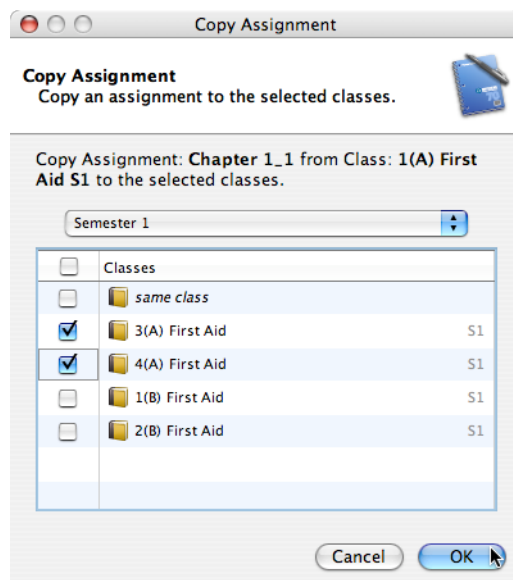 Copy Assignment
Copy Assignment
Copy an assignment to the selected classes.
Copy Assignment: Chapter 1_1 from Class: 1(A) First
Aid S1 to the selected classes.
Semester 1
Classes
same class
3(A) First Aid S1
4(A) First Aid S1
1(B) First Aid S1
2(B) First Aid S1
Cancel OK